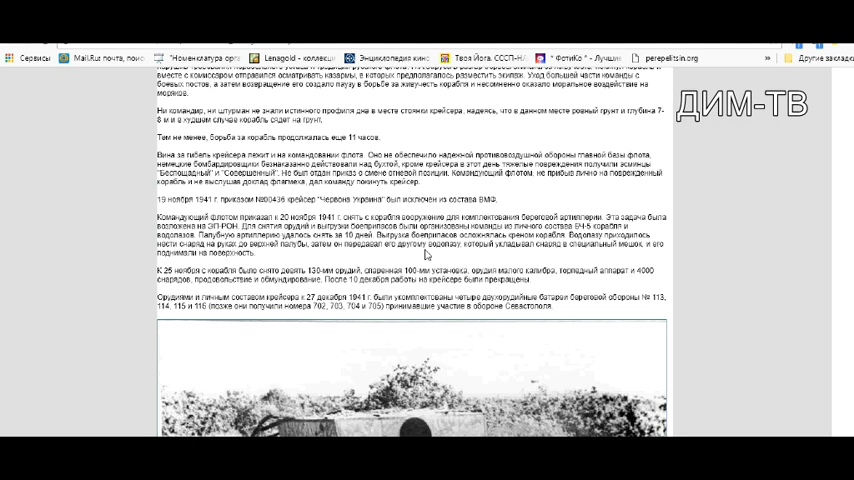 Сервисы Mail.Ru: почта, поиск "Номенклатура орга Lenagold - коллекц Энциклопедия кино Твоя Йога. СССП-Н/ * ФотиКо * - Лучши perepelitsin.org » Другие закладки
ДИМ-ТВ
вместе с комиссаром отправился осматривать казармы, в которых предполагалось разместить экипаж. Уход большей части команды с
боевых постов, а затем возвращение его создало паузу в борьбе за живучесть корабля и несомненно оказало моральное воздействие на
моряков.
Ни командир, ни штурман не знали истинного профиля дна в месте стоянки крейсера, надеясь, что в данном месте ровный грунт и глубина 7-
8 м и в худшем случае корабль сядет на грунт.
Тем не менее, борьба за корабль продолжалась еще 11 часов.
Вина за гибель крейсера лежит и на командовании флота. Оно не обеспечило надежной противовоздушной обороны главной базы флота,
немецкие бомбардировщики безнаказанно действовали над бухтой, кроме крейсера в этот день тяжелые повреждения получили эсминцы
"Беспощадный" и "Совершенный". Не был отдан приказ о смене огневой позиции. Командующий флотом, не прибыв лично на поврежденный
корабль и не выслушав доклад флагмеха, дал команду покинуть крейсер.
19 ноября 1941 г. приказом №00436 крейсер "Червона Украина" был исключен из состава ВМФ.
Командующий флотом приказал к 20 ноября 1941 г. снять с корабля вооружение для комплектования береговой артиллерии. Эта задача была
возложена на ЭП-РОН. Для снятия орудий и выгрузки боеприпасов были организованы команды из личного состава БЧ-5 корабля и
водолазов. Палубную артиллерию удалось снять за 10 дней. Выгрузка боеприпасов осложнялась креном корабля. Водолазу приходилось
нести снаряд на руках до верхней палубы, затем он передавал его другому водолазу, который укладывал снаряд в специальный мешок, и его
поднимали на поверхность.
К 25 ноября с корабля было снято девять 130-мм орудий, спаренная 100-мм установка, орудия малого калибра, торпедный аппарат и 4000
снарядов, продовольствие и обмундирование. После 10 декабря работы на крейсере были прекращены.
Орудиями и личным составом крейсера к 27 декабря 1941 г. были укомплектованы четыре двухорудийные батареи береговой обороны № 113,
114, 115 и 116 (позже они получили номера 702, 703, 704 и 705) принимавшие участие в обороне Севастополя.